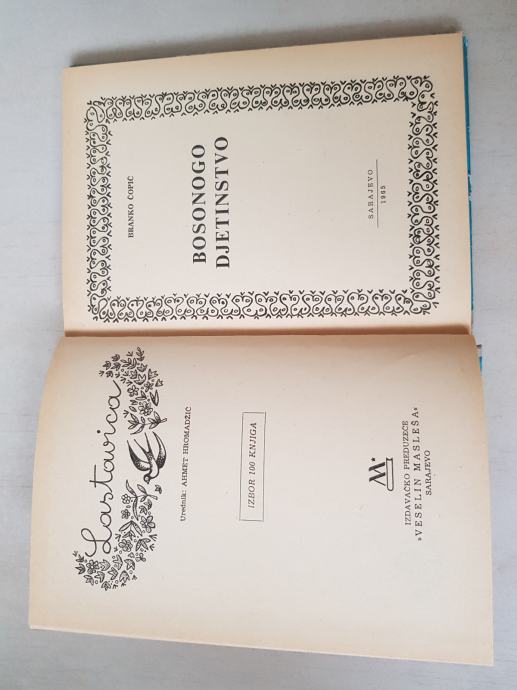 Lastavica
Urednik: AHMET HROMADŽIĆ
IZBOR 100 KNJIGA
M
IZDAVAČKO PREDUZEĆE
»VESELIN MASLEŠA«
SARAJEVO
BRANKO ĆOPIĆ
BOSONOGO
DJETINSTVO
SARAJEVO
1965